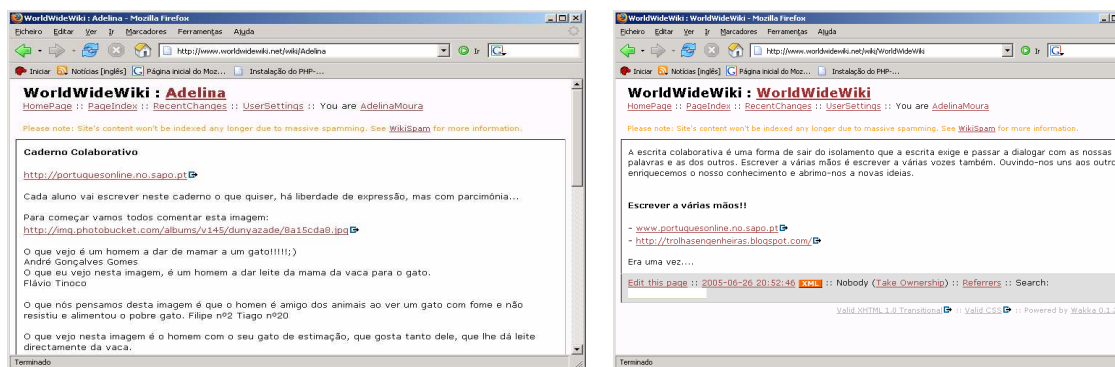 WorldWideWiki : Adelina - Mozilla Firefox
Ficheiro Editar Ver Ir Marcadores Ferramentas Ajuda
http://www.worldwidewiki.net/wiki/Adelina Ir
Iniciar Notícias [Inglês] Página inicial do Moz... Instalação do PHP-...
WorldWideWiki : Adelina
HomePage :: PageIndex :: RecentChanges :: UserSettings :: You are AdelinaMoura
Please note: Site's content won't be indexed any longer due to massive spamming. See WikiSpam for more information.
Caderno Colaborativo
http://portuguesonline.no.sapo.pt
Cada aluno vai escrever neste caderno o que quiser, há liberdade de expressão, mas com parcimónia...
Para começar vamos todos comentar esta imagem:
http://img.photobucket.com/albums/v145/dunyazade/8a15cda8.jpg
O que vejo é um homem a dar de mamar a um gato!!!!!;)
André Gonçalves Gomes
O que eu vejo nesta imagem, é um homem a dar leite da mama da vaca para o gato.
Flávio Tinoco
O que nós pensamos desta imagem é que o homen é amigo dos animais ao ver um gato com fome e não
resistiu e alimentou o pobre gato. Filipe nº2 Tiago nº20
O que vejo nesta imagem é o homem com o seu gato de estimação, que gosta tanto dele, que lhe dá leite
directamente da vaca.
Terminado
WorldWideWiki : WorldWideWiki - Mozilla Firefox
Ficheiro Editar Ver Ir Marcadores Ferramentas Ajuda
http://www.worldwidewiki.net/wiki/WorldWideWiki Ir
Iniciar Notícias [Inglês] Página inicial do Moz... Instalação do PHP-...
WorldWideWiki : WorldWideWiki
HomePage :: PageIndex :: RecentChanges :: UserSettings :: You are AdelinaMoura
Please note: Site's content won't be indexed any longer due to massive spamming. See WikiSpam for more information.
A escrita colaborativa é uma forma de sair do isolamento que a escrita exige e passar a dialogar com as nossas
palavras e as dos outros. Escrever a várias mãos é escrever a várias vozes também. Ouvindo-nos uns aos outro
enriquecemos o nosso conhecimento e abrimo-nos a novas ideias.
Escrever a várias mãos!!
- www.portuguesonline.no.sapo.pt
- http://trolhasengenheiras.blogspot.com/
Era uma vez....
Edit this page :: 2005-06-26 20:52:46 XML :: Nobody (Take Ownership) :: Referrers :: Search:
Valid XHTML 1.0 Transitional :: Valid CSS :: Powered by Wakka 0.1.2
Terminado